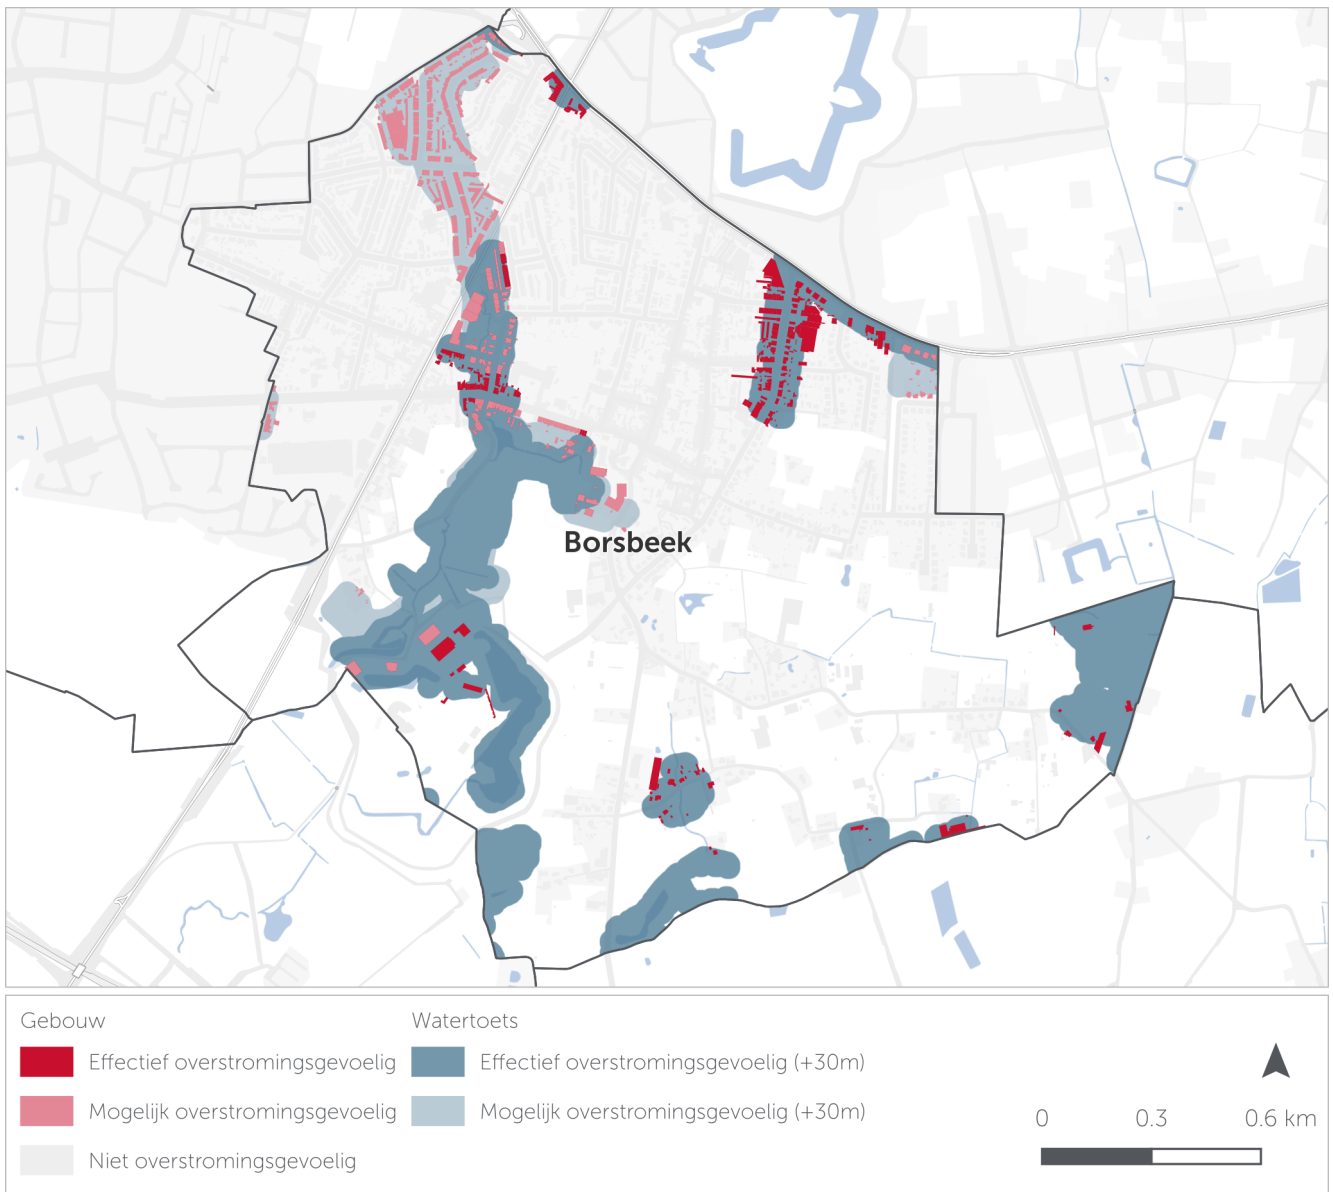 Borsbeek
Gebouw
Effectief overstromingsgevoelig
Mogelijk overstromingsgevoelig
Niet overstromingsgevoelig
Watertoets
Effectief overstromingsgevoelig (+30m)
Mogelijk overstromingsgevoelig (+30m)
0 0.3 0.6 km